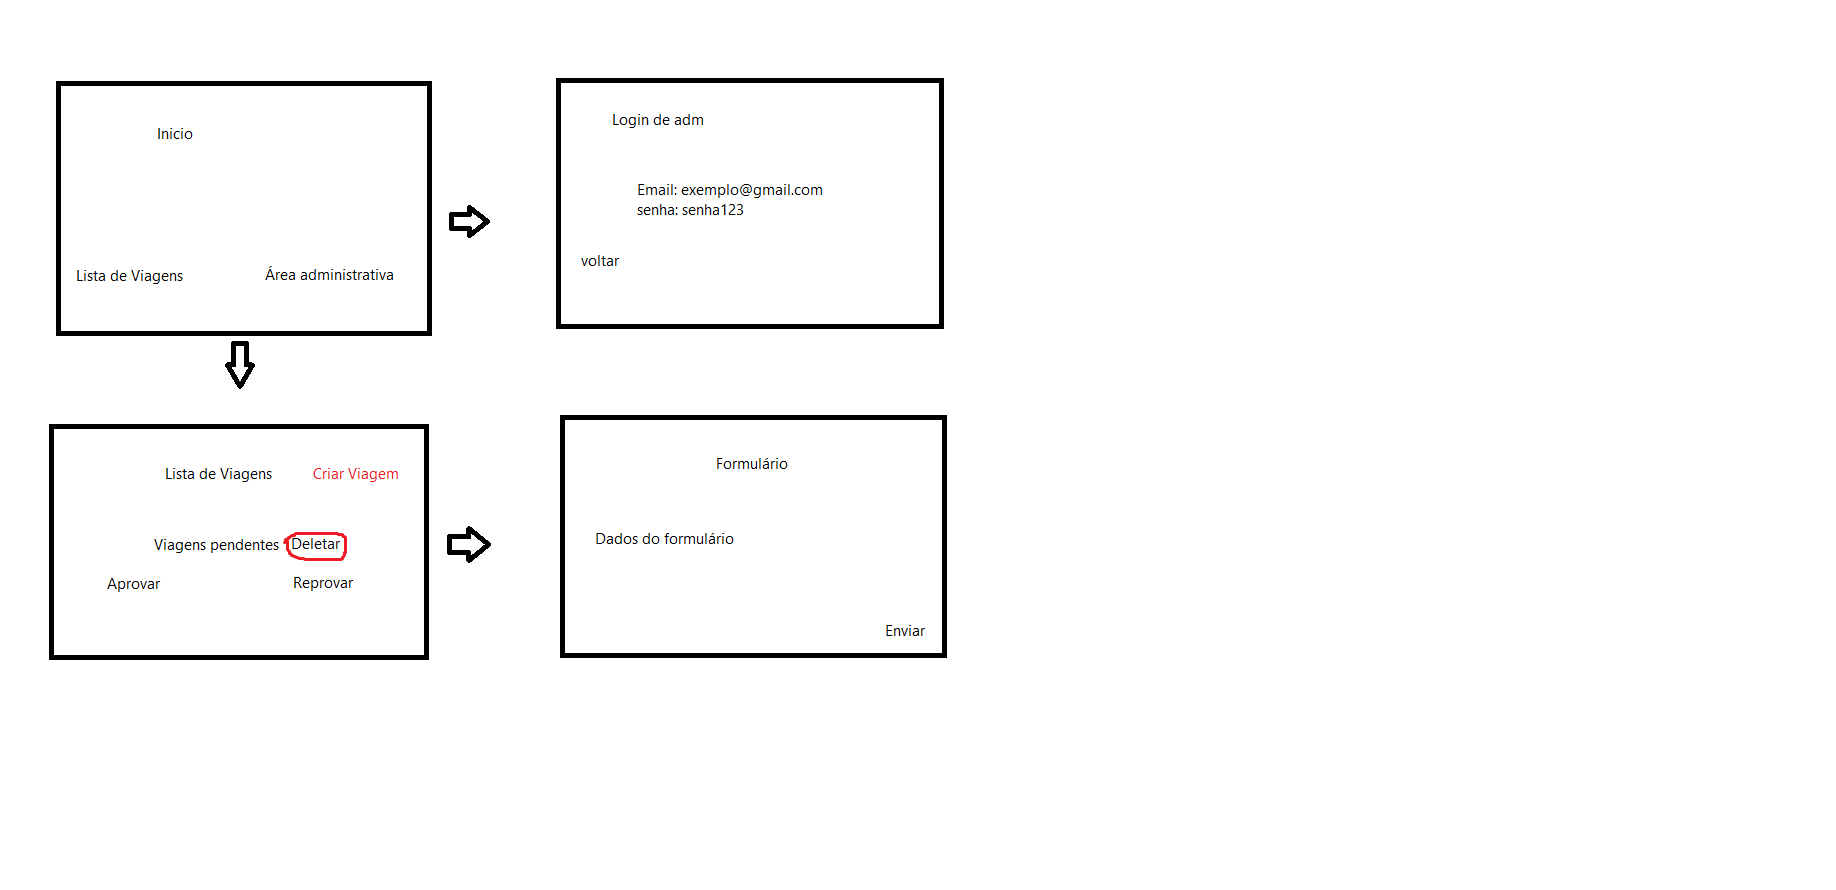 Inicio
Lista de Viagens
Área administrativa
Login de adm
Email: exemplo@gmail.com
senha: senha123
voltar
Lista de Viagens
Criar Viagem
Viagens pendentes
Deletar
Aprovar
Reprovar
Formulário
Dados do formulário
Enviar